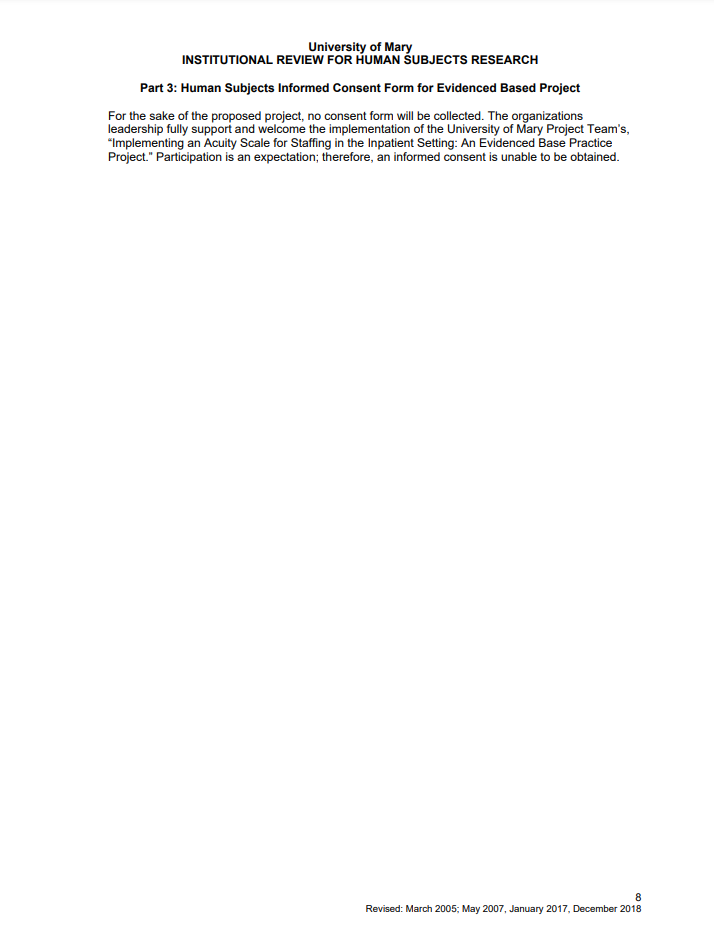 University of Mary
INSTITUTIONAL REVIEW FOR HUMAN SUBJECTS RESEARCH
Part 3: Human Subjects Informed Consent Form for Evidenced Based Project
For the sake of the proposed project, no consent form will be collected. The organizations
leadership fully support and welcome the implementation of the University of Mary Project Team's,
“Implementing an Acuity Scale for Staffing in the Inpatient Setting: An Evidenced Base Practice
Project.” Participation is an expectation; therefore, an informed consent is unable to be obtained.
8
Revised: March 2005; May 2007, January 2017, December 2018